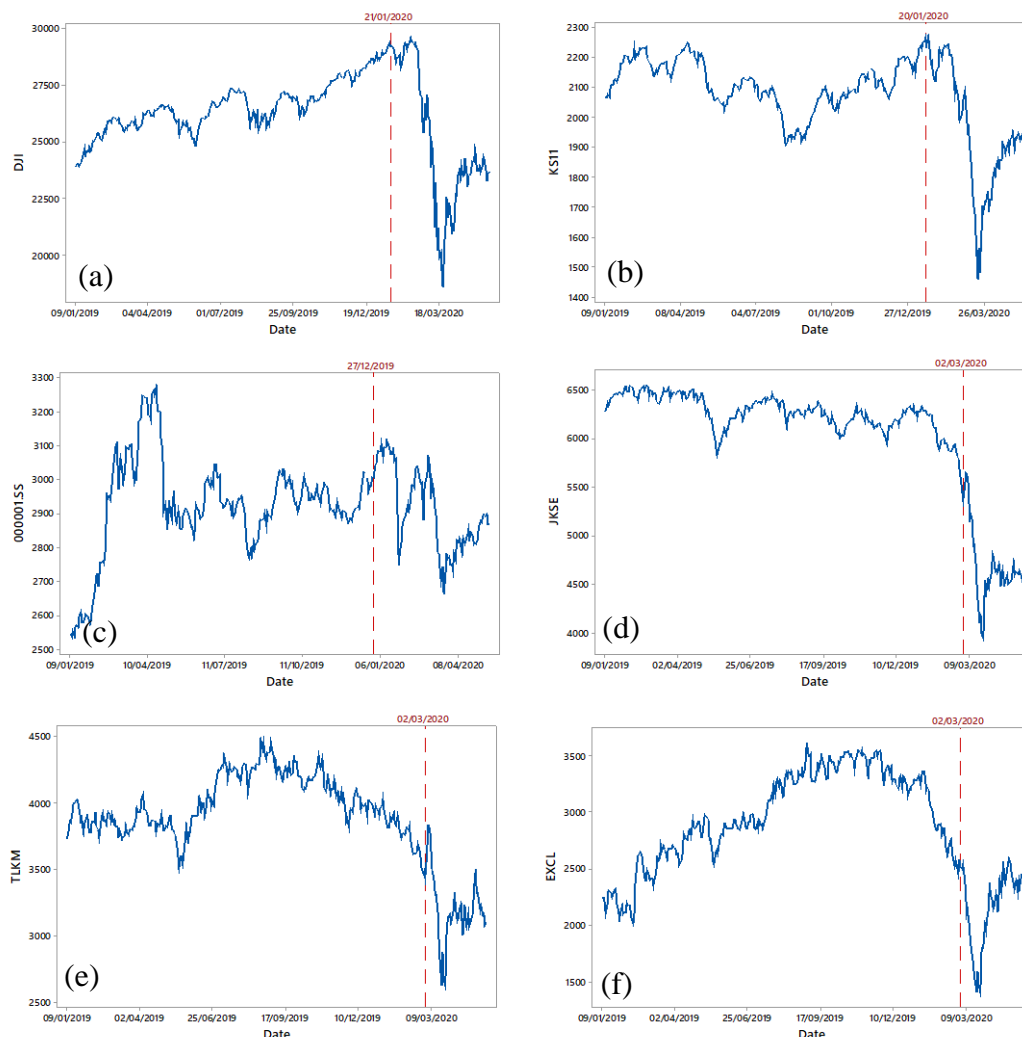 21/01/2020
30000
27500
25000
22500
20000
DJI
(a)
09/01/2019 04/04/2019 01/07/2019 25/09/2019 19/12/2019 18/03/2020
Date
20/01/2020
2300
2200
2100
2000
1900
1800
1700
1600
1500
1400
KS11
(b)
09/01/2019 08/04/2019 04/07/2019 01/10/2019 27/12/2019 26/03/2020
Date
27/12/2019
3300
3200
3100
3000
2900
2800
2700
2600
2500
000001.SS
(c)
09/01/2019 10/04/2019 11/07/2019 11/10/2019 06/01/2020 08/04/2020
Date
02/03/2020
6500
6000
5500
5000
4500
4000
JKSE
(d)
09/01/2019 02/04/2019 25/06/2019 17/09/2019 10/12/2019 09/03/2020
Date
02/03/2020
4500
4000
3500
3000
2500
TLKM
(e)
09/01/2019 02/04/2019 25/06/2019 17/09/2019 10/12/2019 09/03/2020
Date
02/03/2020
3500
3000
2500
2000
1500
EXCL
(f)
09/01/2019 02/04/2019 25/06/2019 17/09/2019 10/12/2019 09/03/2020
Date